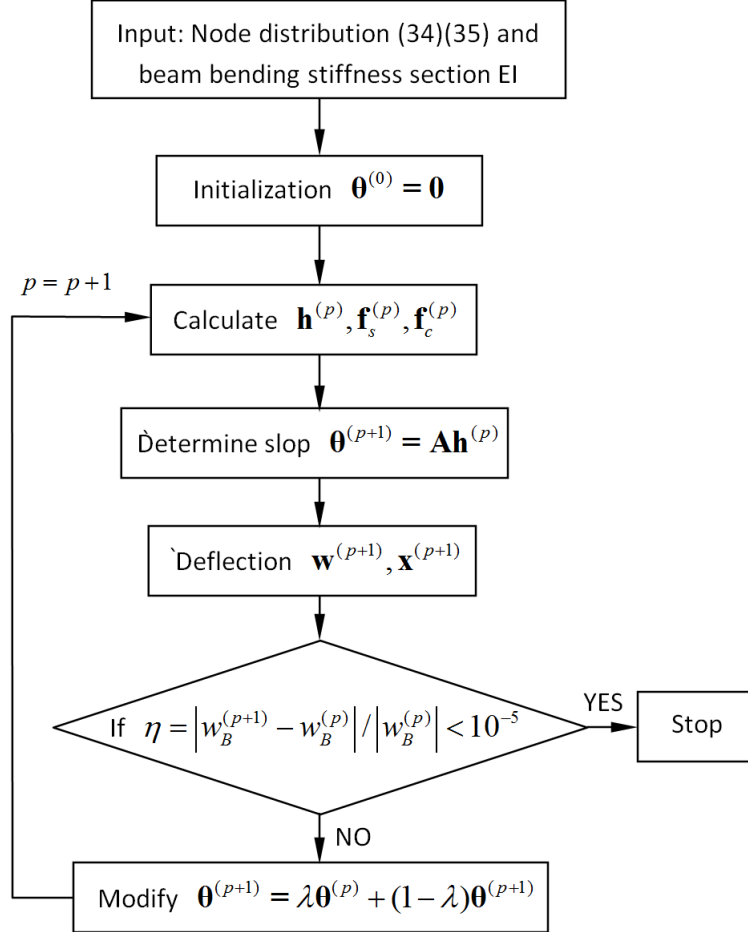 Input: Node distribution (34)(35) and
beam bending stiffness section EI
Initialization θ^(0) = 0
p = p+1
Calculate h^(p), f_s^(p), f_c^(p)
`Determine slop θ^(p+1) = Ah^(p)
`Deflection w^(p+1), x^(p+1)
If η = |w_B^(p+1) − w_B^(p)| / |w_B^(p)| < 10^−5
YES
Stop
NO
Modify θ^(p+1) = λθ^(p) + (1−λ)θ^(p+1)